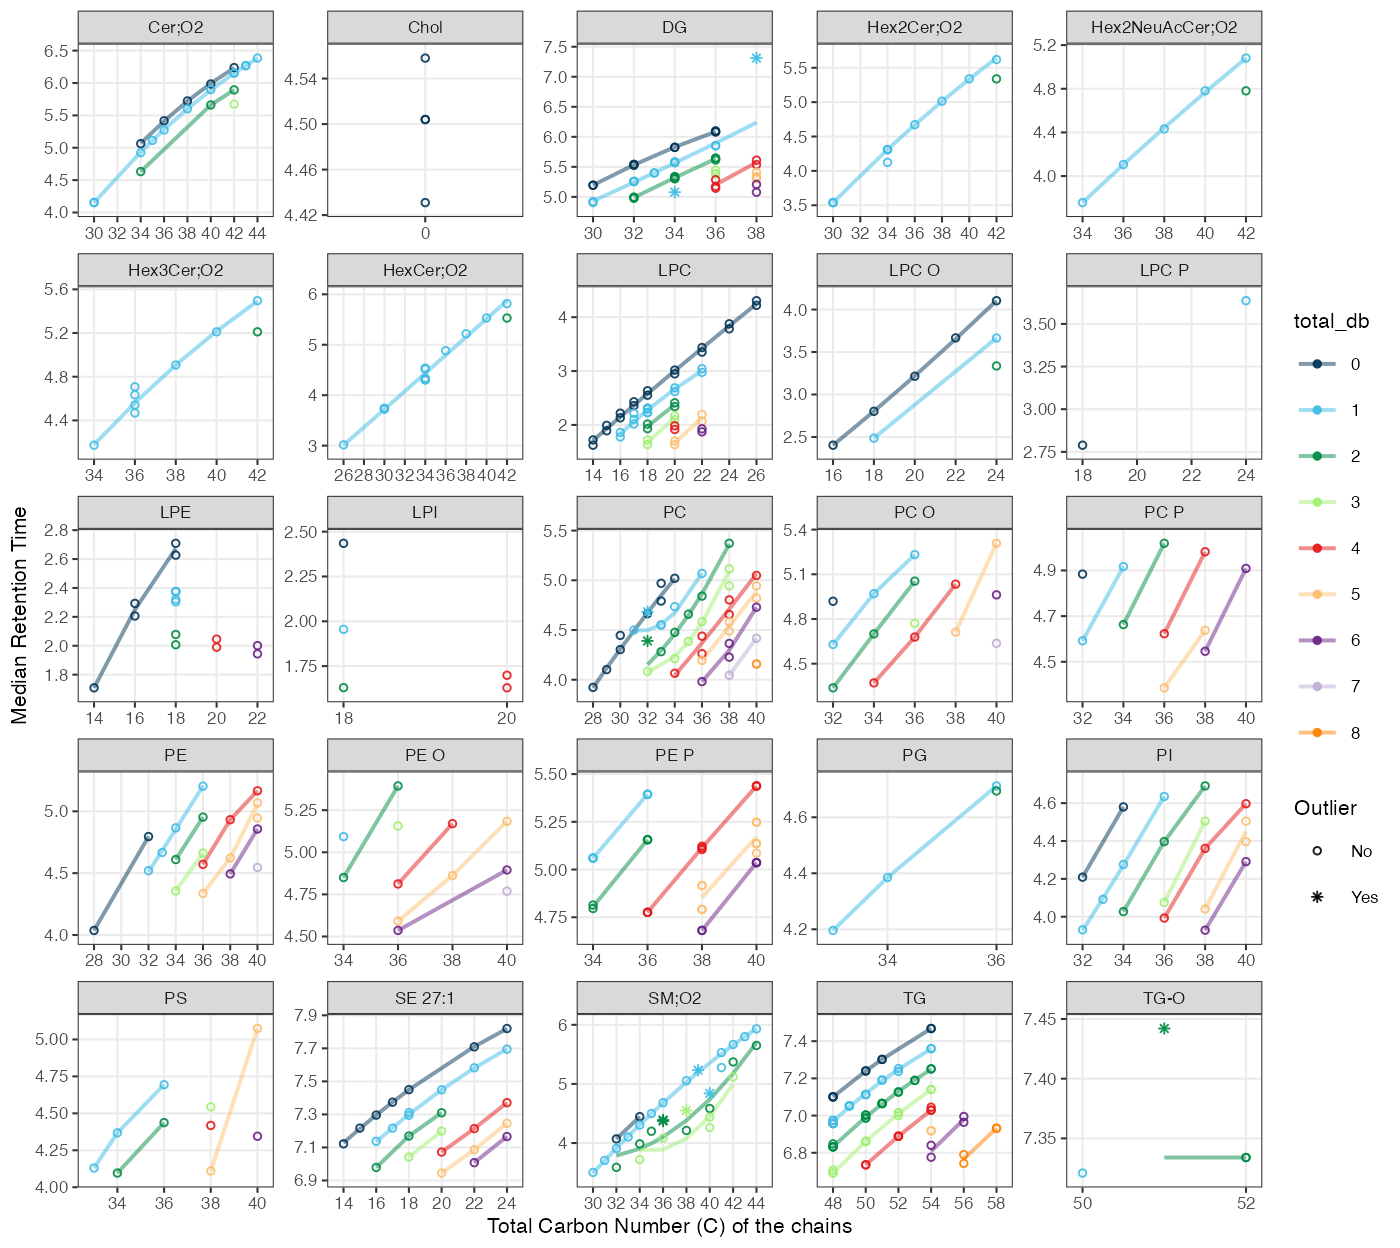 Cer;O2 Chol DG Hex2Cer;O2 Hex2NeuAcCer;O2
6.5 6.0 5.5 5.0 4.5 4.0
30 32 34 36 38 40 42 44
4.54 4.50 4.46 4.42
0
7.5 7.0 6.5 6.0 5.5 5.0
30 32 34 36 38
5.5 5.0 4.5 4.0 3.5
30 32 34 36 38 40 42
5.2 4.8 4.4 4.0
34 36 38 40 42
Hex3Cer;O2 HexCer;O2 LPC LPC O LPC P
5.6 5.2 4.8 4.4
34 36 38 40 42
6 5 4 3
26 28 30 32 34 36 38 40 42
4 3 2
14 16 18 20 22 24 26
4.0 3.5 3.0 2.5
16 18 20 22 24
3.50 3.25 3.00 2.75
18 20 22 24
LPE LPI PC PC O PC P
2.8 2.6 2.4 2.2 2.0 1.8
14 16 18 20 22
2.50 2.25 2.00 1.75
18 20
5.5 5.0 4.5 4.0
28 30 32 34 36 38 40
5.4 5.1 4.8 4.5
32 34 36 38 40
4.9 4.7 4.5
32 34 36 38 40
PE PE O PE P PG PI
5.0 4.5 4.0
28 30 32 34 36 38 40
5.25 5.00 4.75 4.50
34 36 38 40
5.50 5.25 5.00 4.75
34 36 38 40
4.6 4.4 4.2
34 36
4.6 4.4 4.2 4.0
32 34 36 38 40
PS SE 27:1 SM;O2 TG TG-O
5.00 4.75 4.50 4.25 4.00
34 36 38 40
7.9 7.7 7.5 7.3 7.1 6.9
14 16 18 20 22 24
6 5 4
30 32 34 36 38 40 42 44
7.4 7.2 7.0 6.8
48 50 52 54 56 58
7.45 7.40 7.35
50 52
Median Retention Time
Total Carbon Number (C) of the chains
total_db
0
1
2
3
4
5
6
7
8
Outlier
No
Yes